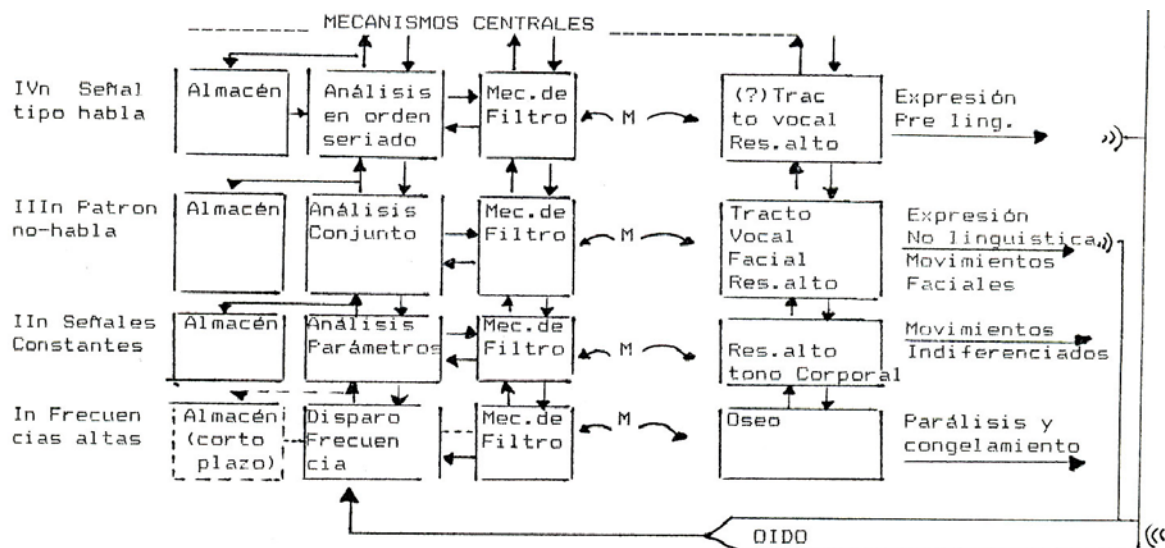 MECANISMOS CENTRALES
IVn Señal
tipo habla
Almacén
Análisis
en orden
seriado
Mec.de
Filtro
M
(?)Trac
to vocal
Res.alto
Expresión
Pre ling.
IIIn Patron
no-habla
Almacén
Análisis
Conjunto
Mec.de
Filtro
M
Tracto
Vocal
Facial
Res.alto
Expresión
No linguistica
Movimientos
Faciales
IIn Señales
Constantes
Almacén
Análisis
Parámetros
Mec.de
Filtro
M
Res.alto
tono Corporal
Movimientos
Indiferenciados
In Frecuen
cias altas
Almacén
(corto
plazo)
Disparo
Frecuen
cia
Mec.de
Filtro
M
Oseo
Parálisis y
congelamiento
OIDO